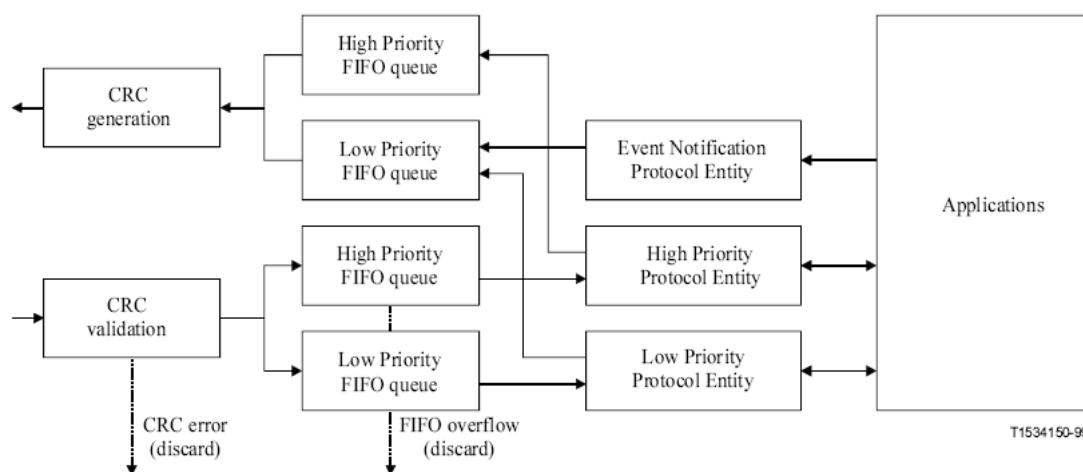 High Priority
FIFO queue
CRC
generation
Low Priority
FIFO queue
Event Notification
Protocol Entity
Applications
High Priority
FIFO queue
High Priority
Protocol Entity
CRC
validation
Low Priority
FIFO queue
Low Priority
Protocol Entity
CRC error
(discard)
FIFO overflow
(discard)